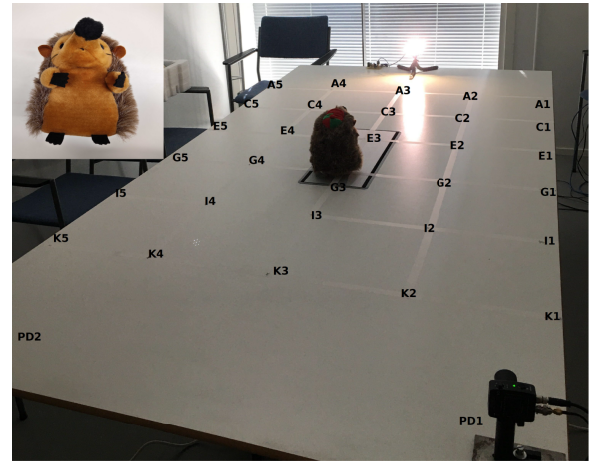 A5 A4 A3 A2 A1
C5 C4 C3 C2 C1
E5 E4 E3 E2 E1
G5 G4 G3 G2 G1
I5 I4 I3 I2 I1
K5 K4 K3 K2 K1
PD2 PD1